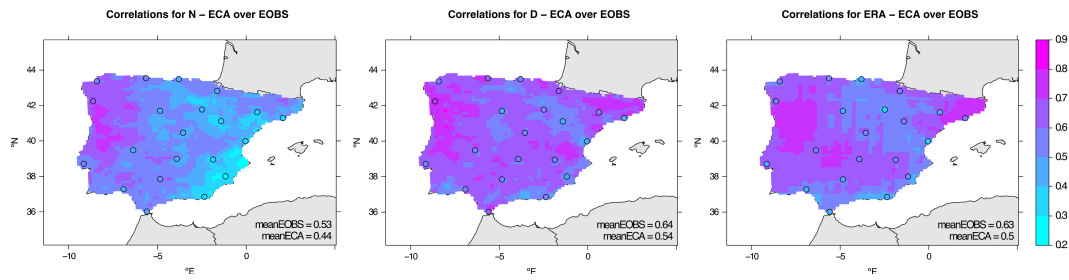 Correlations for N − ECA over EOBS
44
42
40
38
36
°N
−10
−5
0
°E
meanEOBS = 0.53
meanECA = 0.44
Correlations for D − ECA over EOBS
44
42
40
38
36
°N
−10
−5
0
°E
meanEOBS = 0.64
meanECA = 0.54
Correlations for ERA − ECA over EOBS
44
42
40
38
36
°N
−10
−5
0
°E
meanEOBS = 0.63
meanECA = 0.5
0.9
0.8
0.7
0.6
0.5
0.4
0.3
0.2